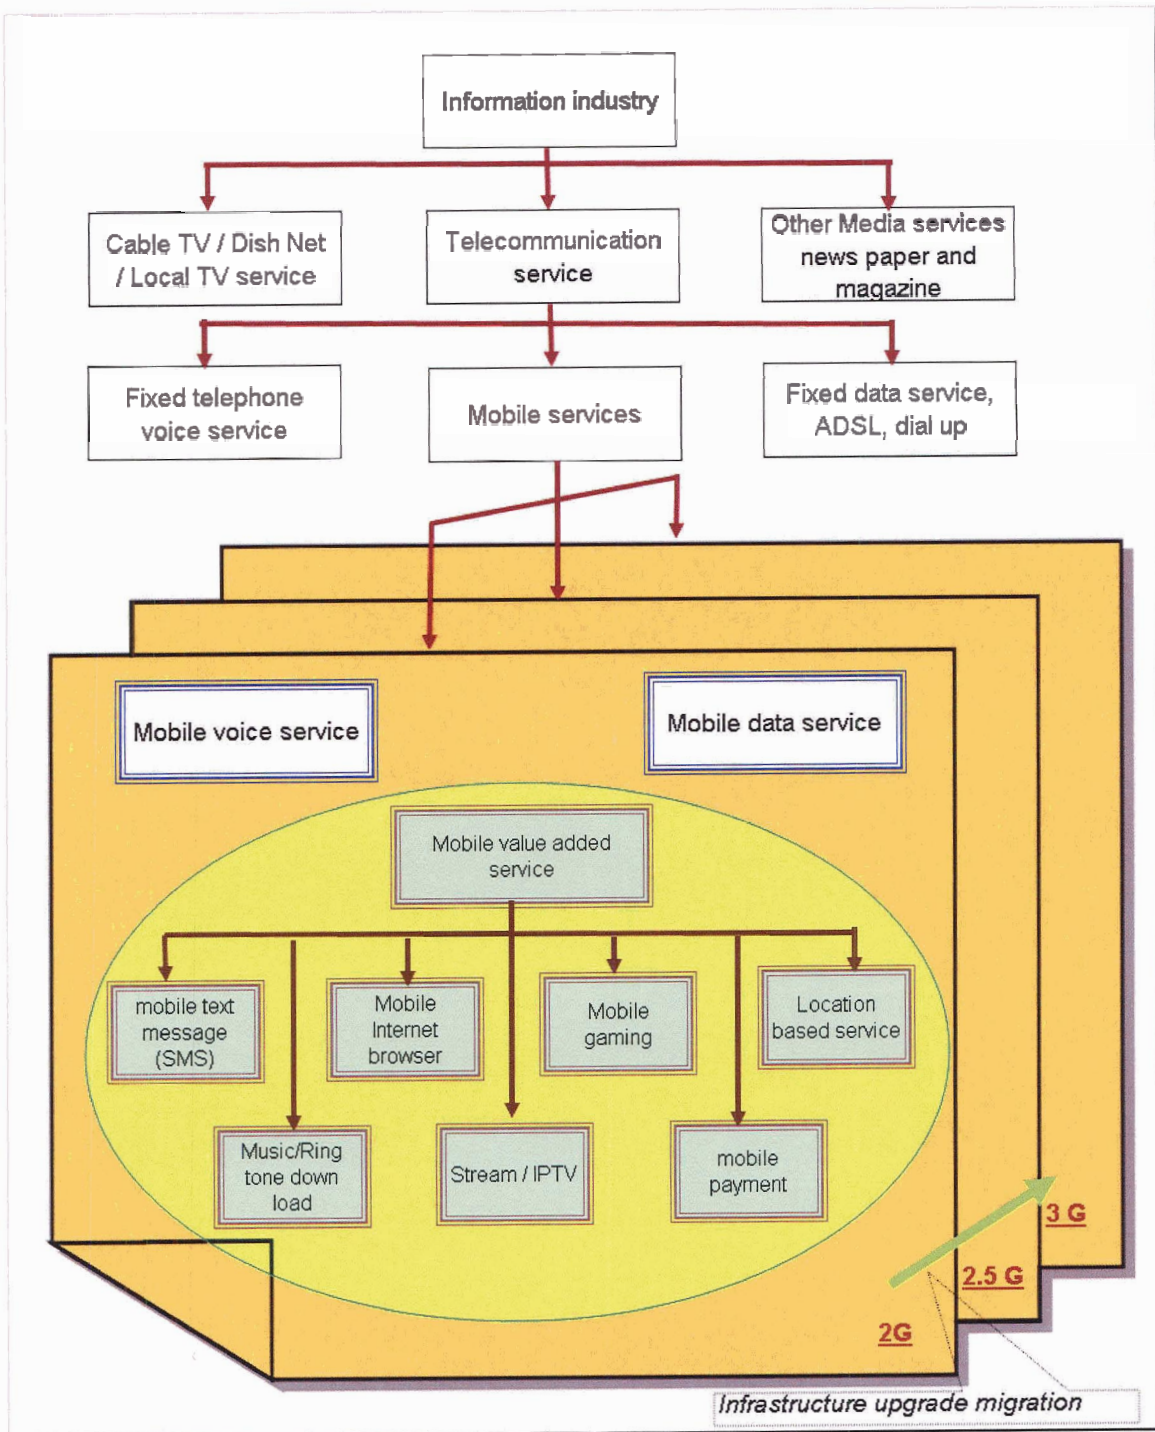 Information industry
Cable TV / Dish Net
/ Local TV service
Telecommunication
service
Other Media services
news paper and
magazine
Fixed telephone
voice service
Mobile services
Fixed data service,
ADSL, dial up
Mobile voice service
Mobile data service
Mobile value added
service
mobile text
message
(SMS)
Mobile
Internet
browser
Mobile
gaming
Location
based service
Music/Ring
tone down
load
Stream / IPTV
mobile
payment
3 G
2.5 G
2G
Infrastructure upgrade migration